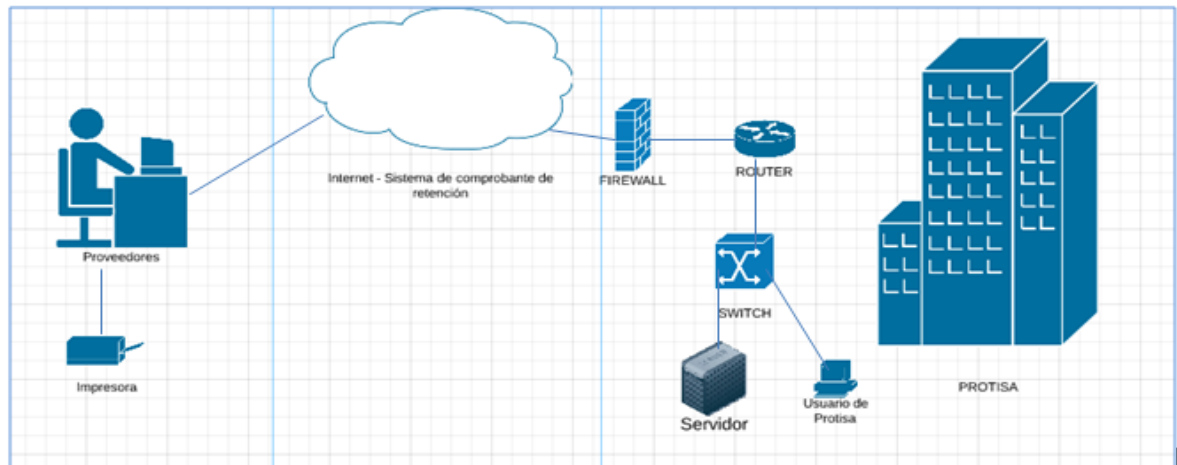 Internet - Sistema de comprobante de
retención
FIREWALL
ROUTER
Proveedores
SWITCH
Impresora
Servidor
Usuario de
Protisa
PROTISA